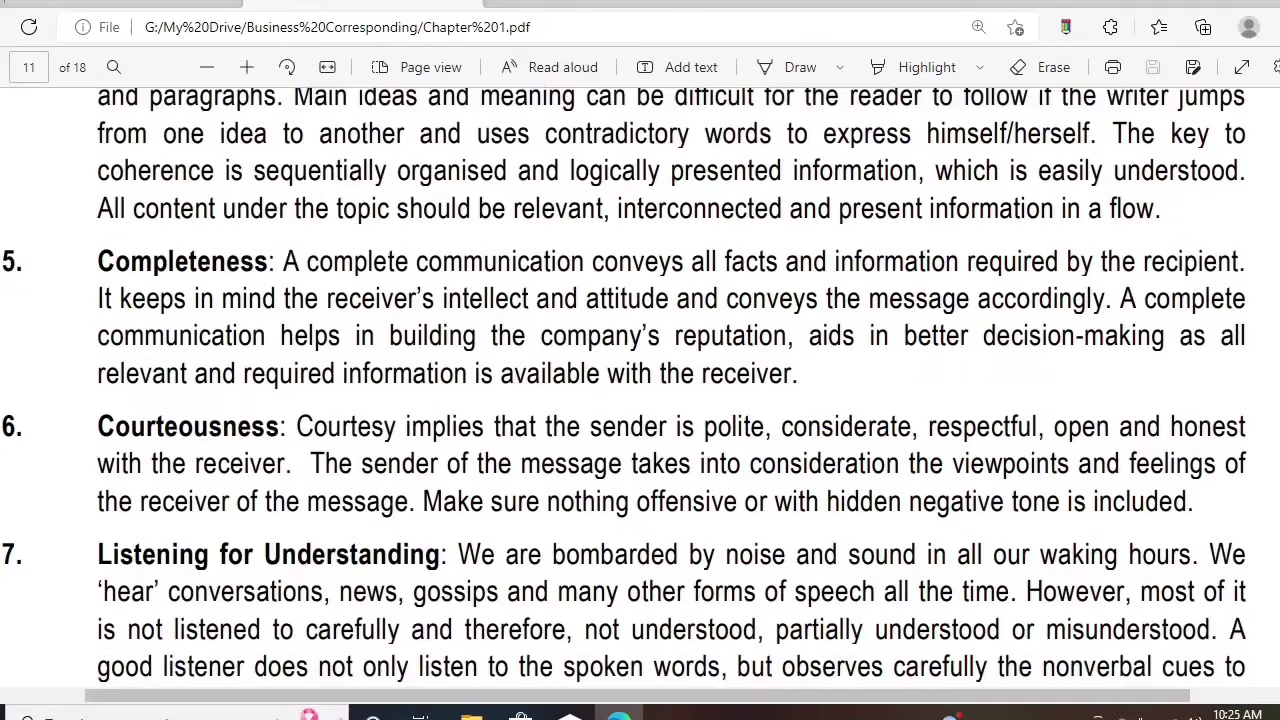 File G:/My%20Drive/Business%20Corresponding/Chapter%201.pdf
11 of 18 Page view Read aloud Add text Draw Highlight Erase
and paragraphs. Main ideas and meaning can be difficult for the reader to follow if the writer jumps
from one idea to another and uses contradictory words to express himself/herself. The key to
coherence is sequentially organised and logically presented information, which is easily understood.
All content under the topic should be relevant, interconnected and present information in a flow.
5. Completeness: A complete communication conveys all facts and information required by the recipient.
It keeps in mind the receiver’s intellect and attitude and conveys the message accordingly. A complete
communication helps in building the company’s reputation, aids in better decision-making as all
relevant and required information is available with the receiver.
6. Courteousness: Courtesy implies that the sender is polite, considerate, respectful, open and honest
with the receiver. The sender of the message takes into consideration the viewpoints and feelings of
the receiver of the message. Make sure nothing offensive or with hidden negative tone is included.
7. Listening for Understanding: We are bombarded by noise and sound in all our waking hours. We
‘hear’ conversations, news, gossips and many other forms of speech all the time. However, most of it
is not listened to carefully and therefore, not understood, partially understood or misunderstood. A
good listener does not only listen to the spoken words, but observes carefully the nonverbal cues to
10:25 AM